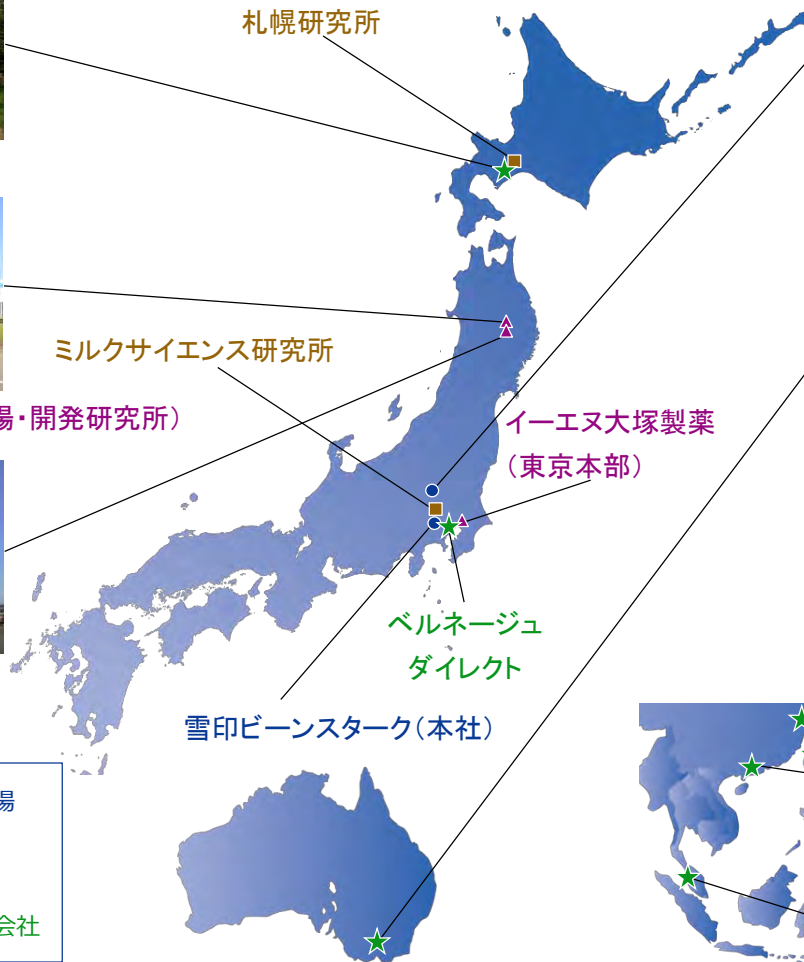 札幌研究所
ミルクサイエンス研究所
場・開発研究所）
イーエヌ大塚製薬
（東京本部）
ベルネージュ
ダイレクト
雪印ビーンスターク（本社）
場
会社